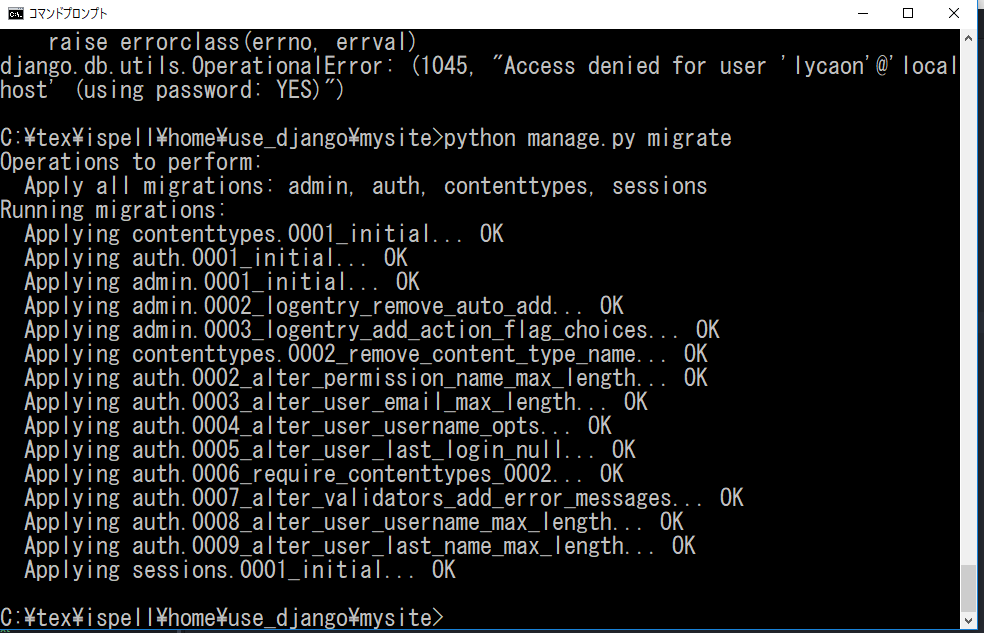 コマンドプロンプト
    raise errorclass(errno, errval)
django.db.utils.OperationalError: (1045, "Access denied for user 'lycaon'@'local
host' (using password: YES)")
C:¥tex¥ispell¥home¥use_django¥mysite>python manage.py migrate
Operations to perform:
  Apply all migrations: admin, auth, contenttypes, sessions
Running migrations:
  Applying contenttypes.0001_initial... OK
  Applying auth.0001_initial... OK
  Applying admin.0001_initial... OK
  Applying admin.0002_logentry_remove_auto_add... OK
  Applying admin.0003_logentry_add_action_flag_choices... OK
  Applying contenttypes.0002_remove_content_type_name... OK
  Applying auth.0002_alter_permission_name_max_length... OK
  Applying auth.0003_alter_user_email_max_length... OK
  Applying auth.0004_alter_user_username_opts... OK
  Applying auth.0005_alter_user_last_login_null... OK
  Applying auth.0006_require_contenttypes_0002... OK
  Applying auth.0007_alter_validators_add_error_messages... OK
  Applying auth.0008_alter_user_username_max_length... OK
  Applying auth.0009_alter_user_last_name_max_length... OK
  Applying sessions.0001_initial... OK
C:¥tex¥ispell¥home¥use_django¥mysite>